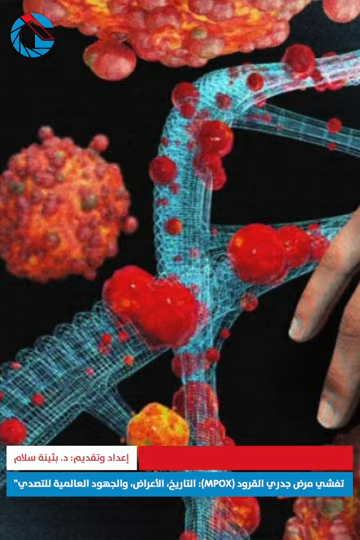 إعداد وتقديم: د. بثينة سلام
تفشي مرض جدري القرود (MPOX): التاريخ، الأعراض، والجهود العالمية للتصدي"